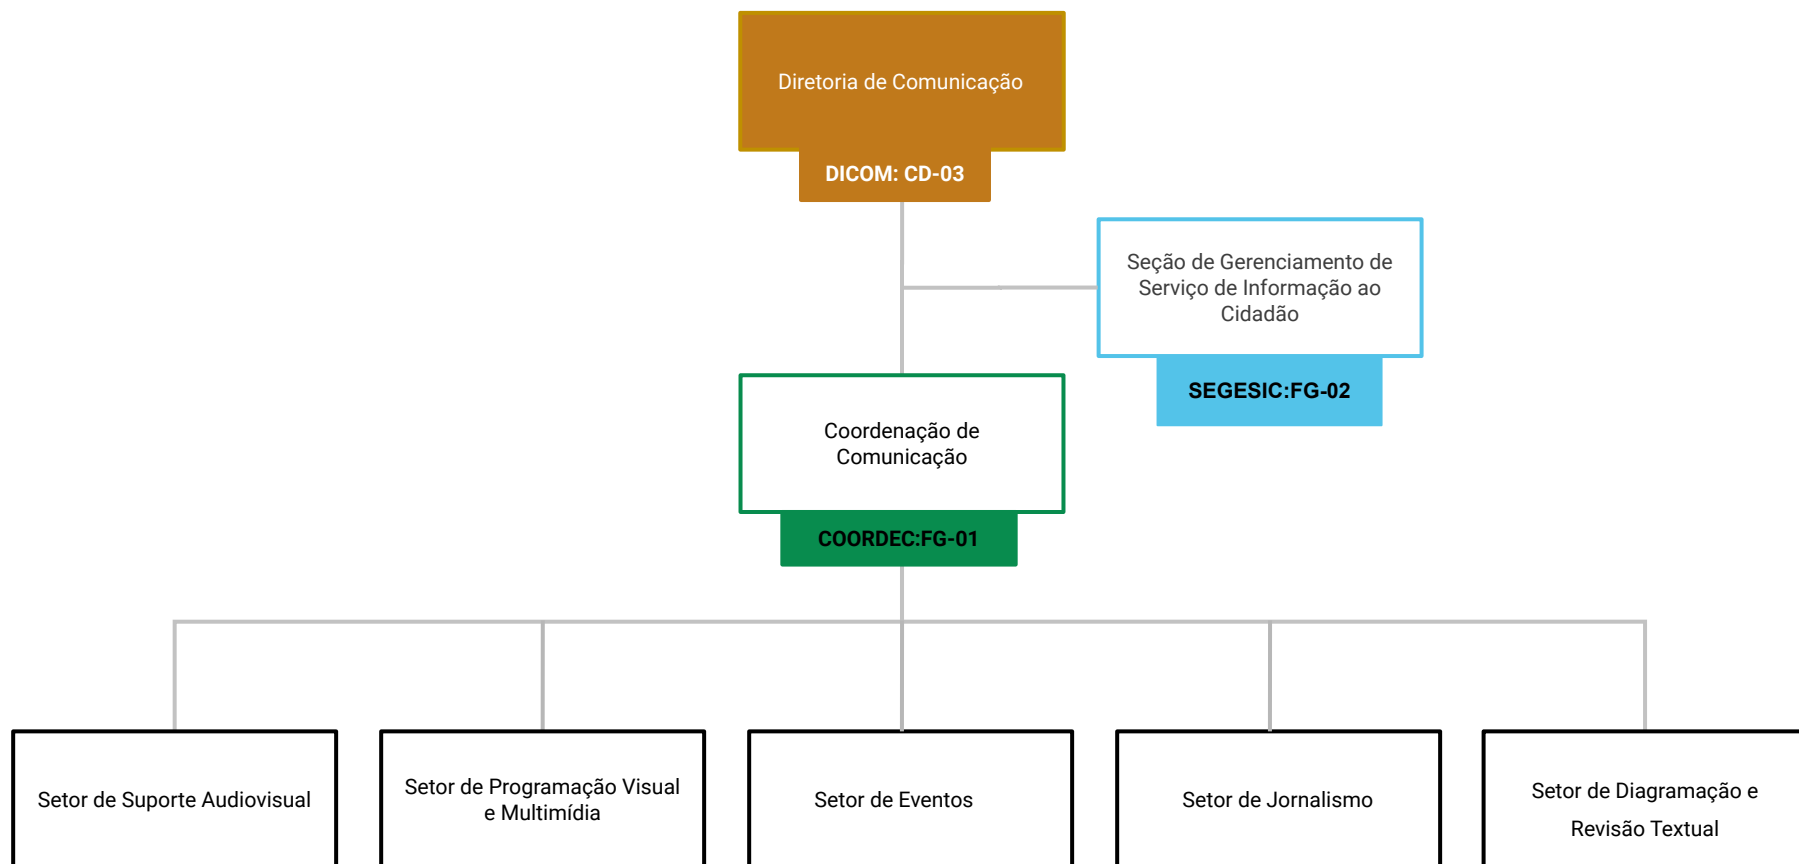 Diretoria de Comunicação
DICOM: CD-03
Seção de Gerenciamento de
Serviço de Informação ao
Cidadão
SEGESIC:FG-02
Coordenação de
Comunicação
COORDEC:FG-01
Setor de Suporte Audiovisual
Setor de Programação Visual
e Multimídia
Setor de Eventos
Setor de Jornalismo
Setor de Diagramação e
Revisão Textual